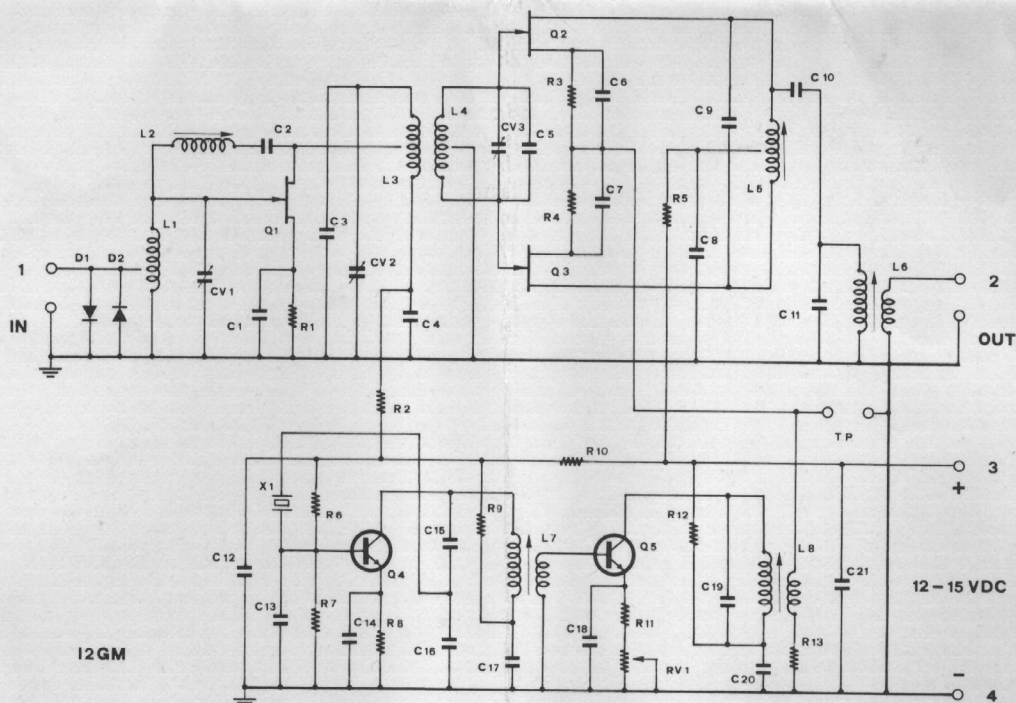 Q2
C10
R3
C6
C9
L2
C2
L4
CV3
C5
L3
L5
R4
C7
R5
Q1
C3
C8
L1
Q3
1
D1
D2
L6
2
CV1
CV2
C1
R1
C4
C11
IN
OUT
R2
TP
R10
3
+
X1
R6
R9
R12
C15
L7
Q5
L8
C12
Q4
C19
C21
12-15 VDC
C13
R7
C14
R8
C18
R11
C16
R13
I2GM
C17
RV1
C20
-
4